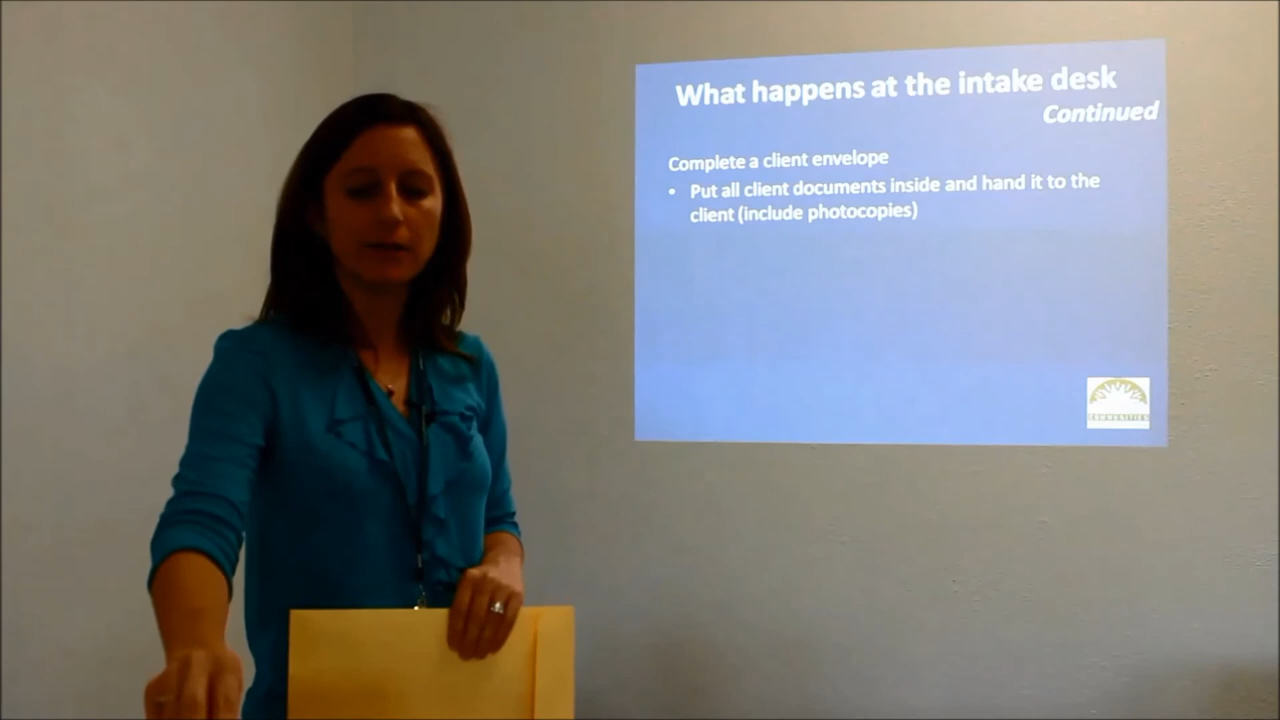 What happens at the intake desk
Continued
Complete a client envelope
• Put all client documents inside and hand it to the
client (include photocopies)
COMMUNITIES